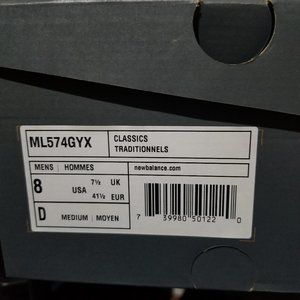 ML574GYX
CLASSICS
TRADITIONNELS
MENS | HOMMES
newbalance.com
8 USA
7½ UK
41½ EUR
D MEDIUM | MOYEN
7 39980 50122 0